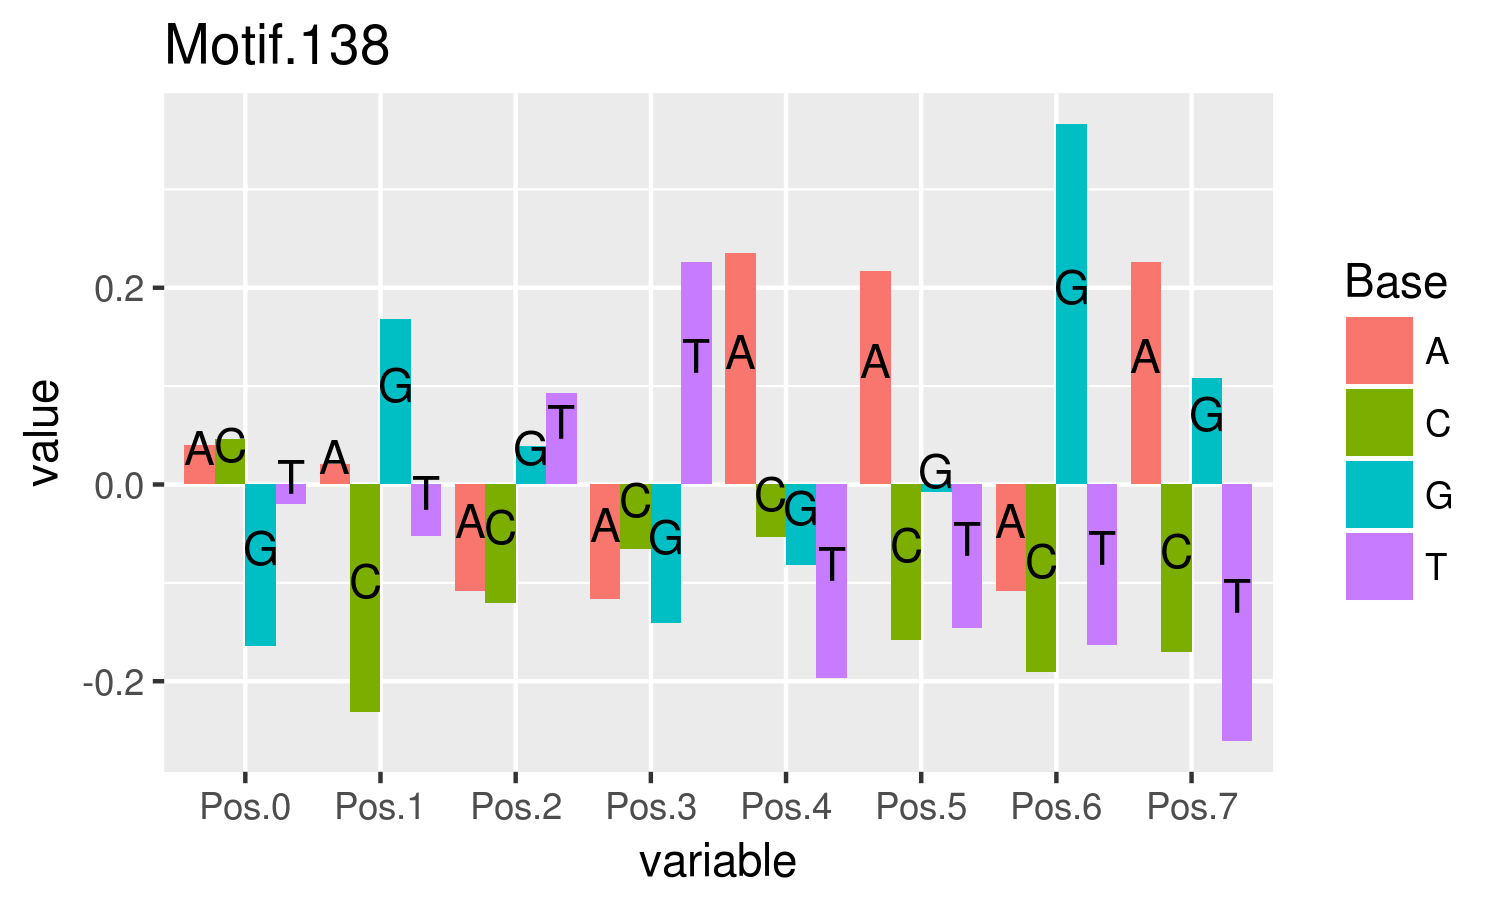 Motif.138
value
0.2
0.0
-0.2
A C G T
A C G T
A C G T
A C G T
A C G T
A C G T
A C G T
A C G T
Pos.0 Pos.1 Pos.2 Pos.3 Pos.4 Pos.5 Pos.6 Pos.7
variable
Base
A
C
G
T